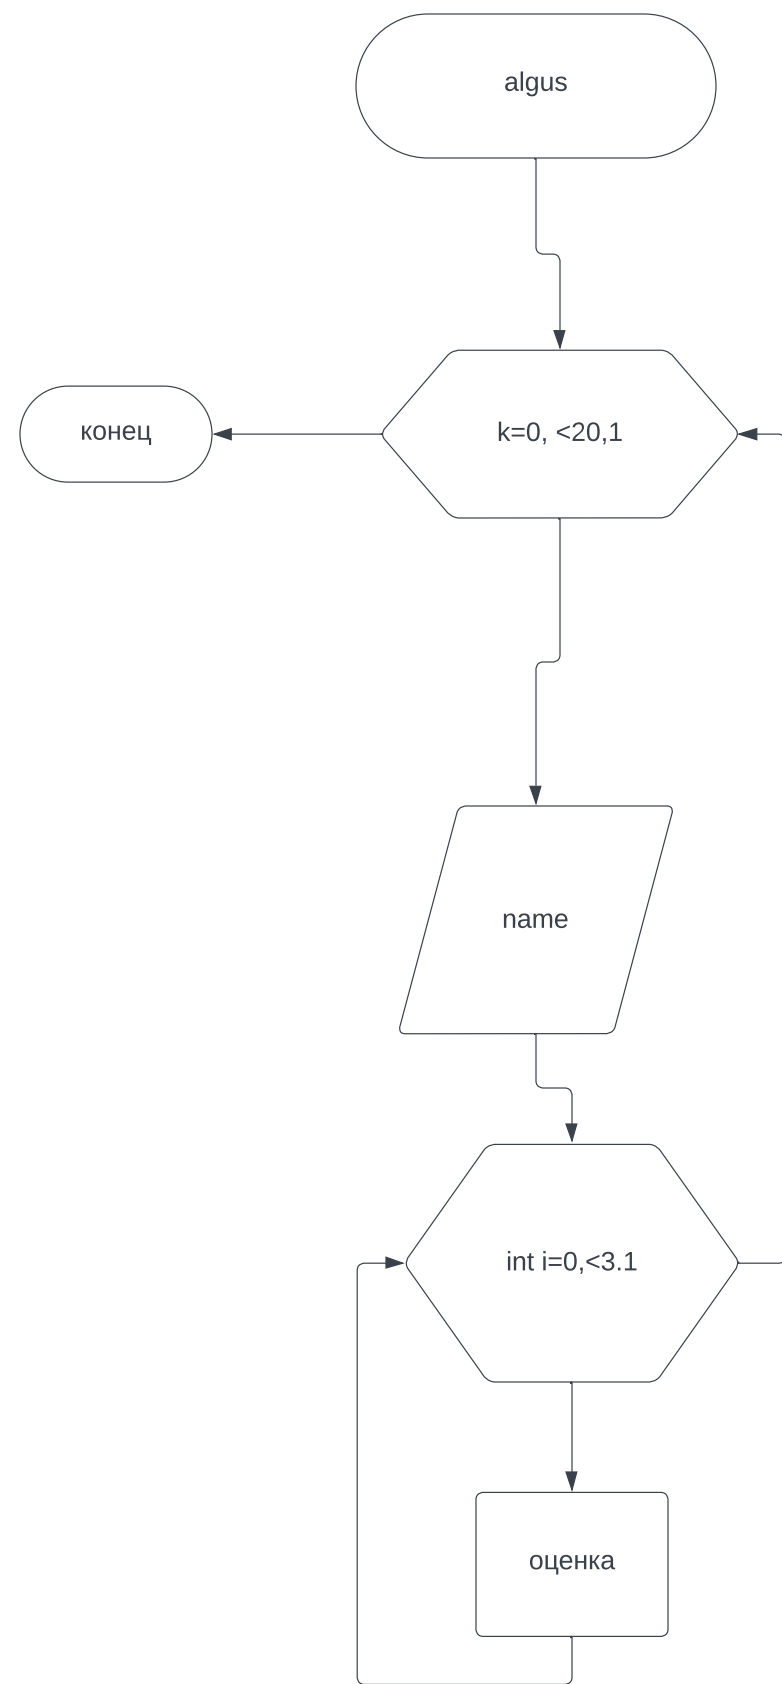 algus
конец
k=0, <20,1
name
int i=0,<3.1
оценка